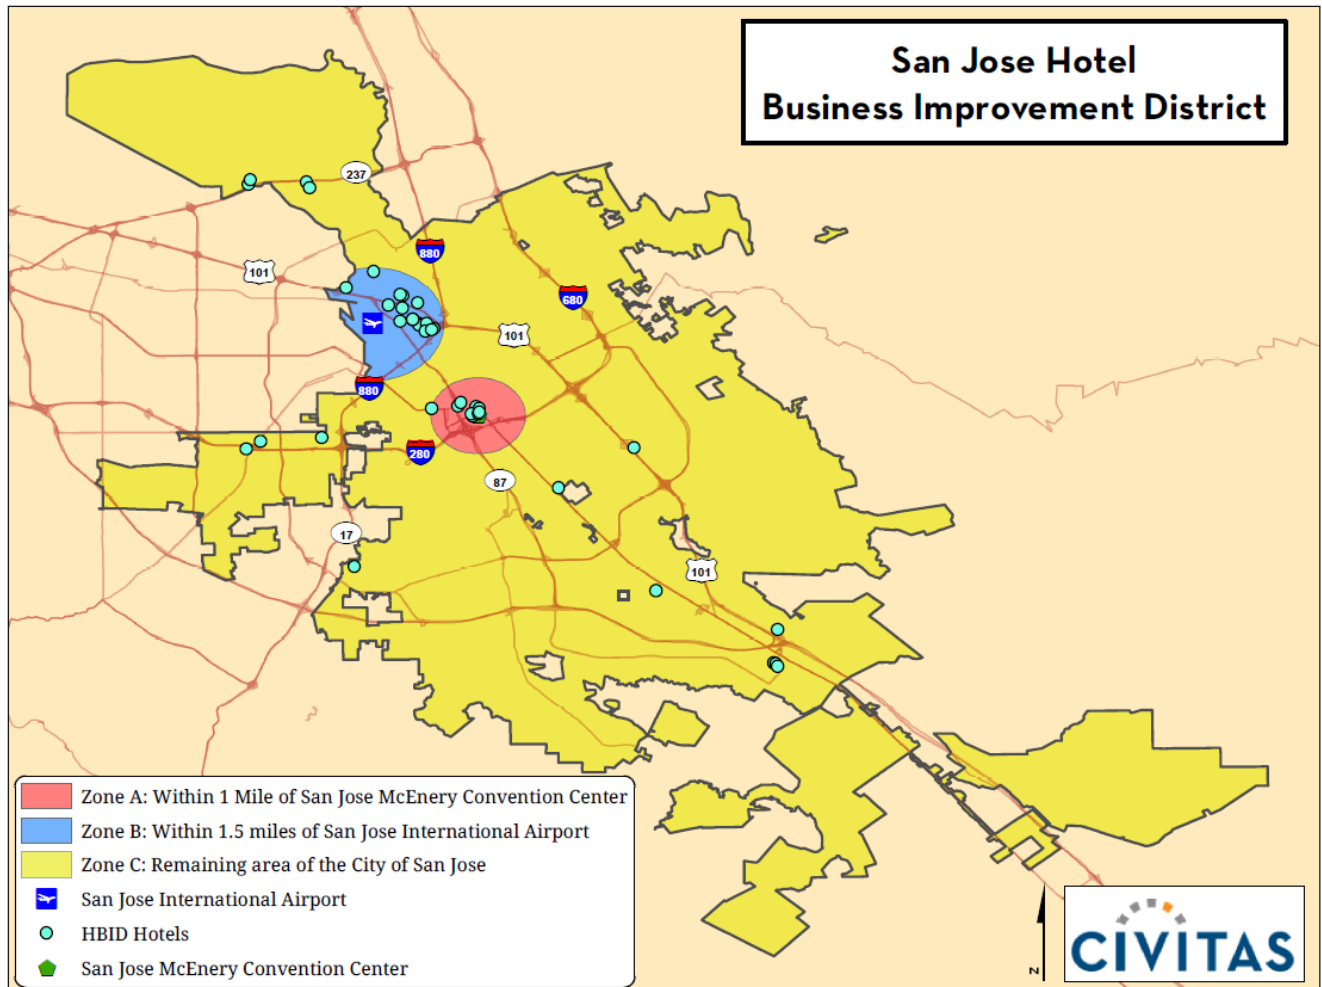 San Jose Hotel
Business Improvement District
237
880
101
680
101
880
280
87
17
101
Zone A: Within 1 Mile of San Jose McEnery Convention Center
Zone B: Within 1.5 miles of San Jose International Airport
Zone C: Remaining area of the City of San Jose
San Jose International Airport
HBID Hotels
San Jose McEnery Convention Center
N
CIVITAS